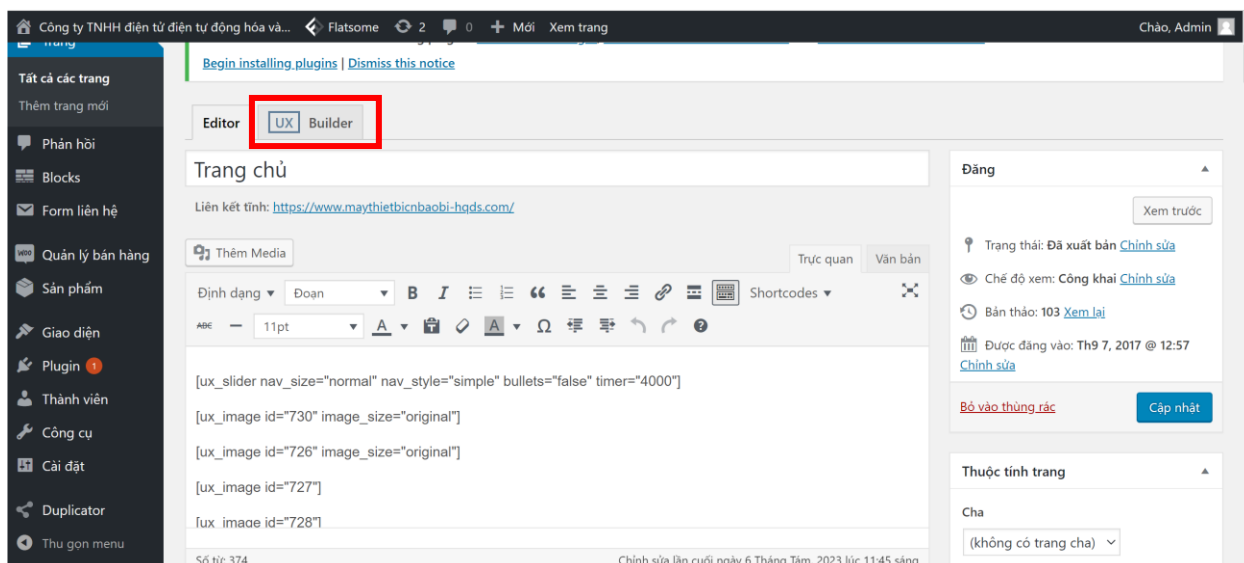 Công ty TNHH điện tử điện tự động hóa và... Flatsome 2 0 + Mới Xem trang Chào, Admin
Trang
Begin installing plugins | Dismiss this notice
Tất cả các trang
Thêm trang mới
Phản hồi
Blocks
Form liên hệ
Quản lý bán hàng
Sản phẩm
Giao diện
Plugin 1
Thành viên
Công cụ
Cài đặt
Duplicator
Thu gọn menu
Editor UX Builder
Trang chủ
Liên kết tĩnh: https://www.maythietbicnbaobi-hqds.com/
Thêm Media
Trực quan Văn bản
Định dạng Đoạn B I Shortcodes
ABC 11pt A A Ω
[ux_slider nav_size="normal" nav_style="simple" bullets="false" timer="4000"]
[ux_image id="730" image_size="original"]
[ux_image id="726" image_size="original"]
[ux_image id="727"]
[ux_image id="728"]
Số từ: 374 Chỉnh sửa lần cuối ngày 6 Tháng Tám, 2023 lúc 11:45 sáng
Đăng
Xem trước
Trạng thái: Đã xuất bản Chỉnh sửa
Chế độ xem: Công khai Chỉnh sửa
Bản thảo: 103 Xem lại
Được đăng vào: Th9 7, 2017 @ 12:57
Chỉnh sửa
Bỏ vào thùng rác Cập nhật
Thuộc tính trang
Cha
(không có trang cha)